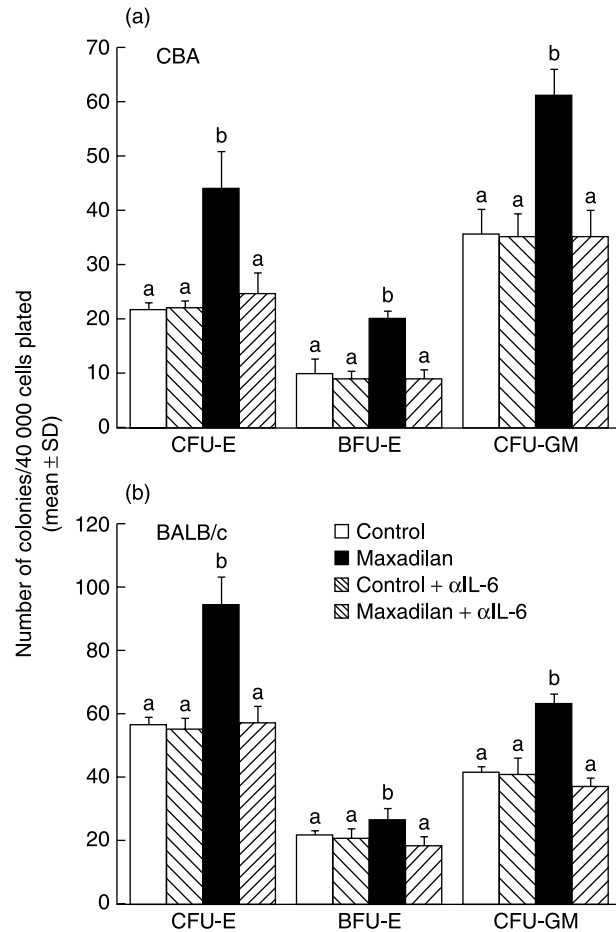 (a)
CBA
70
60
50
40
30
20
10
0
a a b a
a a b a
a a b a
CFU-E BFU-E CFU-GM
Number of colonies/40 000 cells plated
(mean ± SD)
(b)
BALB/c
120
100
80
60
40
20
0
Control
Maxadilan
Control + αIL-6
Maxadilan + αIL-6
a a b a
a a b a
a a b a
CFU-E BFU-E CFU-GM